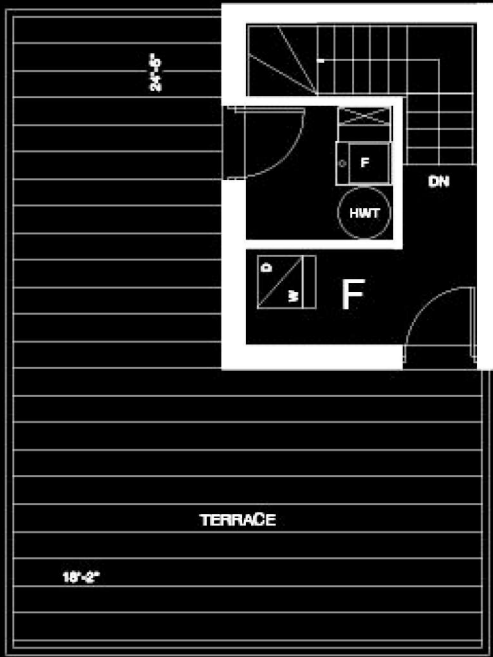 24'-5"
F
HWT
DN
D
W
F
TERRACE
18'-2"